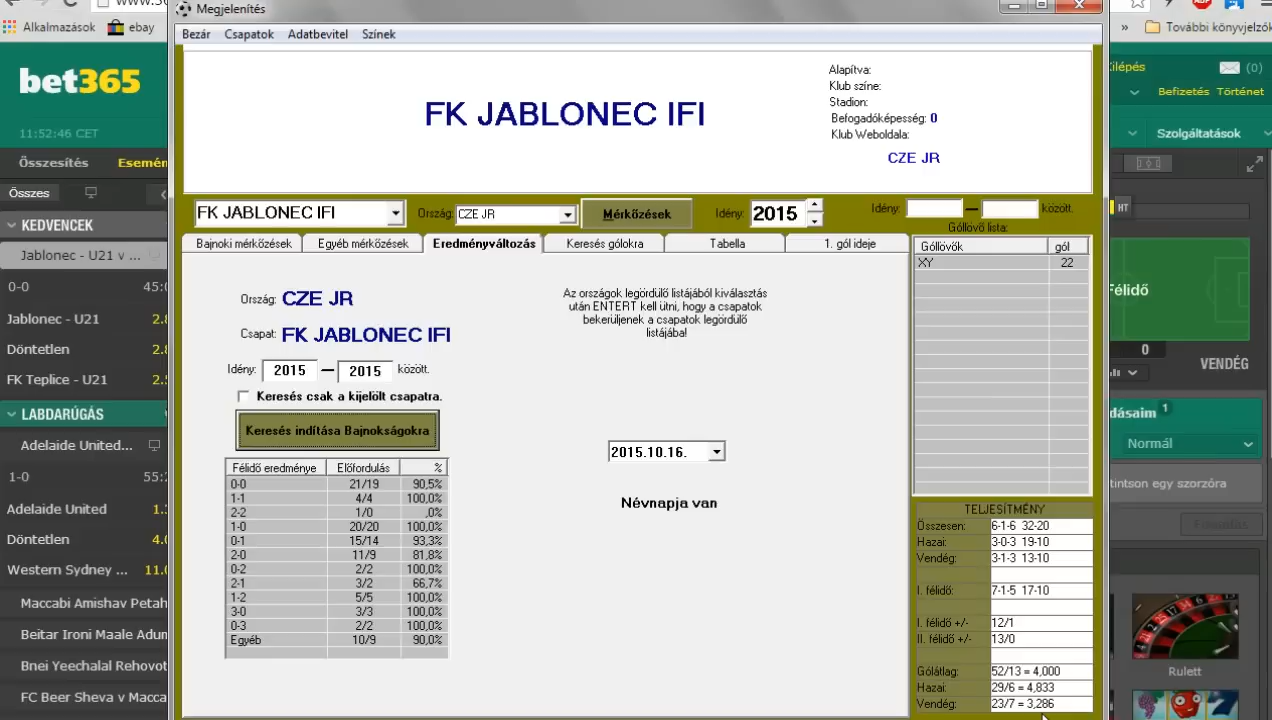 Megjelenítés
Alkalmazások ebay
További könyvjelzők
Bezár Csapatok Adatbevitel Színek
bet365
11:52:46 CET
Összesítés
Összes
KEDVENCEK
Jablonec - U21 v ...
0-0 45:
Jablonec - U21 2.
Döntetlen 2.
FK Teplice - U21 2.
LABDARÚGÁS
Adelaide United...
1-0 55:
Adelaide United 1.
Döntetlen 4.
Western Sydney ... 11.
Maccabi Amishav Petah
Beitar Ironi Maale Adum
Bnei Yeechalal Rehovot
FC Beer Sheva v Macca
FK JABLONEC IFI
Alapítva:
Klub színe:
Stadion:
Befogadóképesség: 0
Klub Weboldala:
CZE JR
FK JABLONEC IFI Ország: CZE JR Mérkőzések Idény: 2015 Idény: — között.
Bajnoki mérkőzések Egyéb mérkőzések Eredményváltozás Keresés gólokra Tabella 1. gól ideje
Ország: CZE JR
Csapat: FK JABLONEC IFI
Idény: 2015 — 2015 között.
Keresés csak a kijelölt csapatra.
Keresés indítása Bajnokságokra
Félidő eredménye Előfordulás %
0-0 21/19 90,5%
1-1 4/4 100,0%
2-2 1/0 ,0%
1-0 20/20 100,0%
0-1 15/14 93,3%
2-0 11/9 81,8%
0-2 2/2 100,0%
2-1 3/2 66,7%
1-2 5/5 100,0%
3-0 3/3 100,0%
0-3 2/2 100,0%
Egyéb 10/9 90,0%
Az országok legördülő listájából kiválasztás
után ENTERT kell ütni, hogy a csapatok
bekerüljenek a csapatok legördülő
listájába!
2015.10.16.
Névnapja van
Góllövő lista:
Góllövők gól
XY 22
TELJESÍTMÉNY
Összesen: 6-1-6 32-20
Hazai: 3-0-3 19-10
Vendég: 3-1-3 13-10
I. félidő: 7-1-5 17-10
I. félidő +/- 12/1
II. félidő +/- 13/0
Gólátlag: 52/13 = 4,000
Hazai: 29/6 = 4,833
Vendég: 23/7 = 3,286
Kilépés (0)
Befizetés Történet
Szolgáltatások
HT
Félidő
0
VENDÉG
1
Normál
szorzóra
Rulett